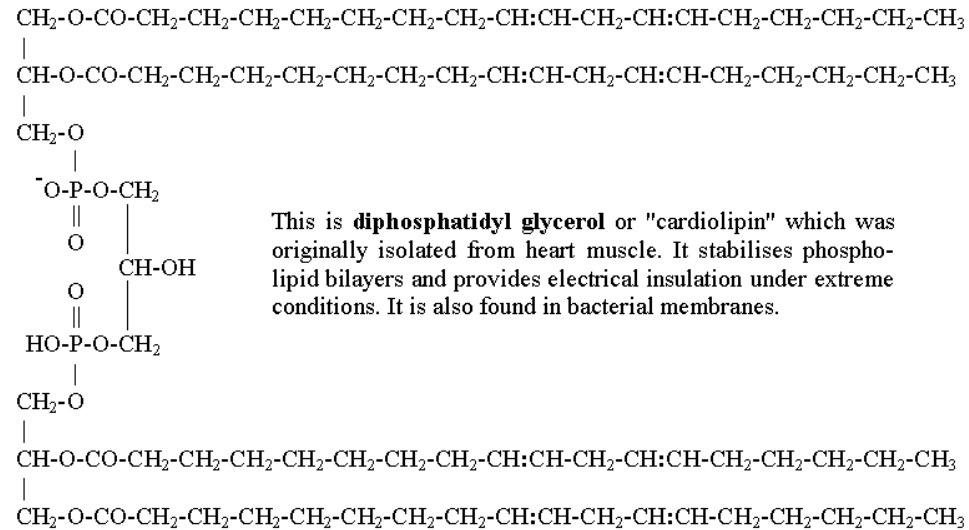 CH₂-O-CO-CH₂-CH₂-CH₂-CH₂-CH₂-CH₂-CH₂-CH:CH-CH₂-CH:CH-CH₂-CH₂-CH₂-CH₂-CH₃
|
CH-O-CO-CH₂-CH₂-CH₂-CH₂-CH₂-CH₂-CH₂-CH:CH-CH₂-CH:CH-CH₂-CH₂-CH₂-CH₂-CH₃
|
CH₂-O
|
⁻O-P-O-CH₂
||
O
CH-OH
O
||
HO-P-O-CH₂
|
CH₂-O
|
CH-O-CO-CH₂-CH₂-CH₂-CH₂-CH₂-CH₂-CH₂-CH:CH-CH₂-CH:CH-CH₂-CH₂-CH₂-CH₂-CH₃
|
CH₂-O-CO-CH₂-CH₂-CH₂-CH₂-CH₂-CH₂-CH₂-CH:CH-CH₂-CH:CH-CH₂-CH₂-CH₂-CH₂-CH₃
This is diphosphatidyl glycerol or "cardiolipin" which was
originally isolated from heart muscle. It stabilises phospho-
lipid bilayers and provides electrical insulation under extreme
conditions. It is also found in bacterial membranes.